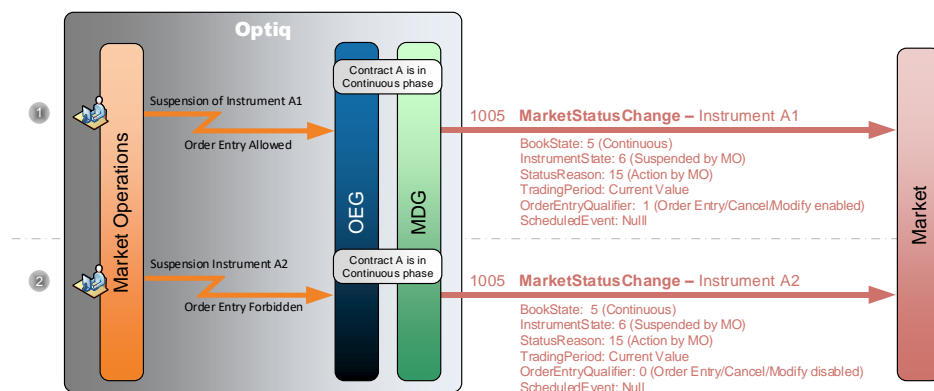 Optiq
Market Operations
OEG
MDG
Market
Contract A is in
Continuous phase
1
Suspension of Instrument A1
Order Entry Allowed
1005 MarketStatusChange – Instrument A1
BookState: 5 (Continuous)
InstrumentState: 6 (Suspended by MO)
StatusReason: 15 (Action by MO)
TradingPeriod: Current Value
OrderEntryQualifier: 1 (Order Entry/Cancel/Modify enabled)
ScheduledEvent: Null
Contract A is in
Continuous phase
2
Suspension Instrument A2
Order Entry Forbidden
1005 MarketStatusChange – Instrument A2
BookState: 5 (Continuous)
InstrumentState: 6 (Suspended by MO)
StatusReason: 15 (Action by MO)
TradingPeriod: Current Value
OrderEntryQualifier: 0 (Order Entry/Cancel/Modify disabled)
ScheduledEvent: Null